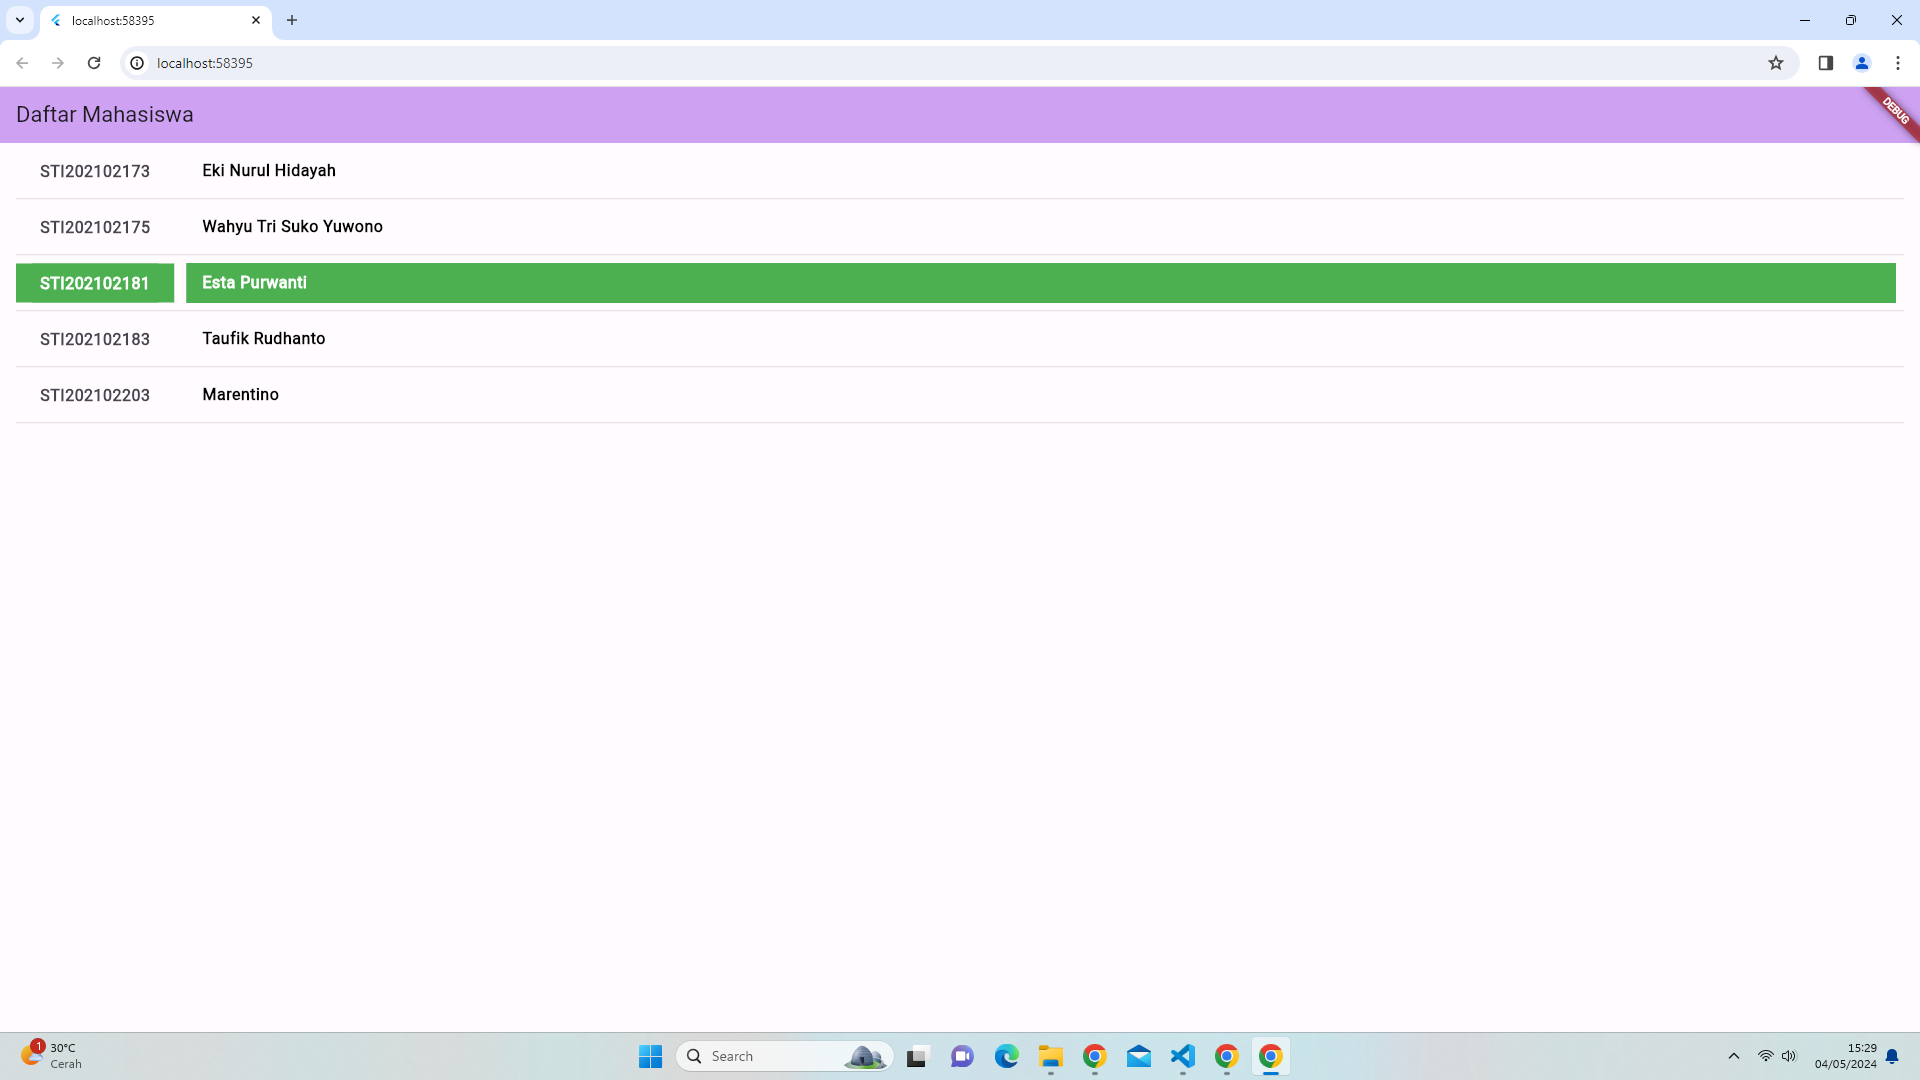 localhost:58395
localhost:58395
Daftar Mahasiswa
DEBUG
STI202102173 Eki Nurul Hidayah
STI202102175 Wahyu Tri Suko Yuwono
STI202102181 Esta Purwanti
STI202102183 Taufik Rudhanto
STI202102203 Marentino
1
30°C
Cerah
Search
15:29
04/05/2024